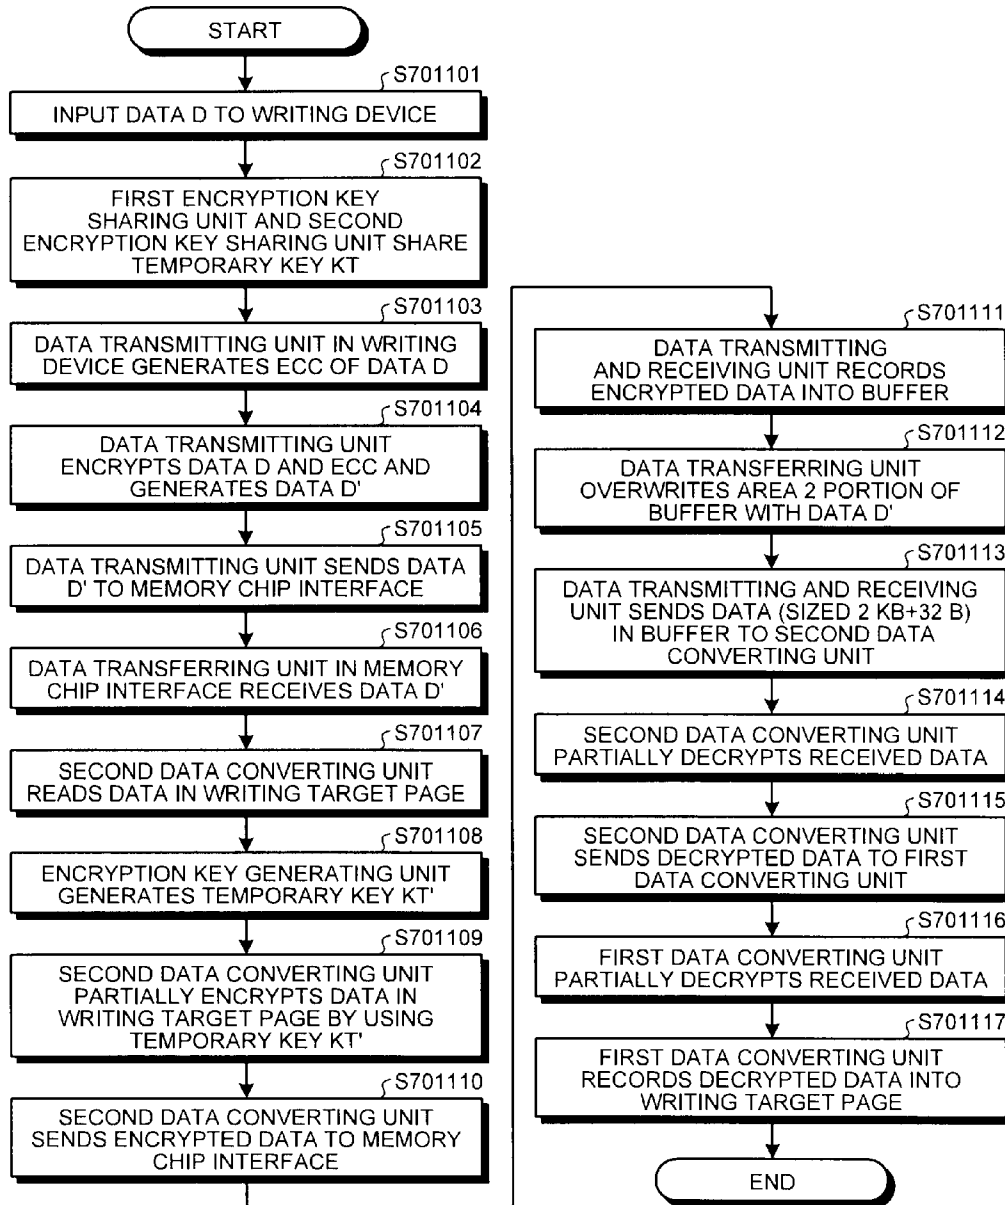 START
S701101
INPUT DATA D TO WRITING DEVICE
S701102
FIRST ENCRYPTION KEY
SHARING UNIT AND SECOND
ENCRYPTION KEY SHARING UNIT SHARE
TEMPORARY KEY KT
S701103
DATA TRANSMITTING UNIT IN WRITING
DEVICE GENERATES ECC OF DATA D
S701104
DATA TRANSMITTING UNIT
ENCRYPTS DATA D AND ECC AND
GENERATES DATA D'
S701105
DATA TRANSMITTING UNIT SENDS DATA
D' TO MEMORY CHIP INTERFACE
S701106
DATA TRANSFERRING UNIT IN MEMORY
CHIP INTERFACE RECEIVES DATA D'
S701107
SECOND DATA CONVERTING UNIT
READS DATA IN WRITING TARGET PAGE
S701108
ENCRYPTION KEY GENERATING UNIT
GENERATES TEMPORARY KEY KT'
S701109
SECOND DATA CONVERTING UNIT
PARTIALLY ENCRYPTS DATA IN
WRITING TARGET PAGE BY USING
TEMPORARY KEY KT'
S701110
SECOND DATA CONVERTING UNIT
SENDS ENCRYPTED DATA TO MEMORY
CHIP INTERFACE
S701111
DATA TRANSMITTING
AND RECEIVING UNIT RECORDS
ENCRYPTED DATA INTO BUFFER
S701112
DATA TRANSFERRING UNIT
OVERWRITES AREA 2 PORTION OF
BUFFER WITH DATA D'
S701113
DATA TRANSMITTING AND RECEIVING
UNIT SENDS DATA (SIZED 2 KB+32 B)
IN BUFFER TO SECOND DATA
CONVERTING UNIT
S701114
SECOND DATA CONVERTING UNIT
PARTIALLY DECRYPTS RECEIVED DATA
S701115
SECOND DATA CONVERTING UNIT
SENDS DECRYPTED DATA TO FIRST
DATA CONVERTING UNIT
S701116
FIRST DATA CONVERTING UNIT
PARTIALLY DECRYPTS RECEIVED DATA
S701117
FIRST DATA CONVERTING UNIT
RECORDS DECRYPTED DATA INTO
WRITING TARGET PAGE
END